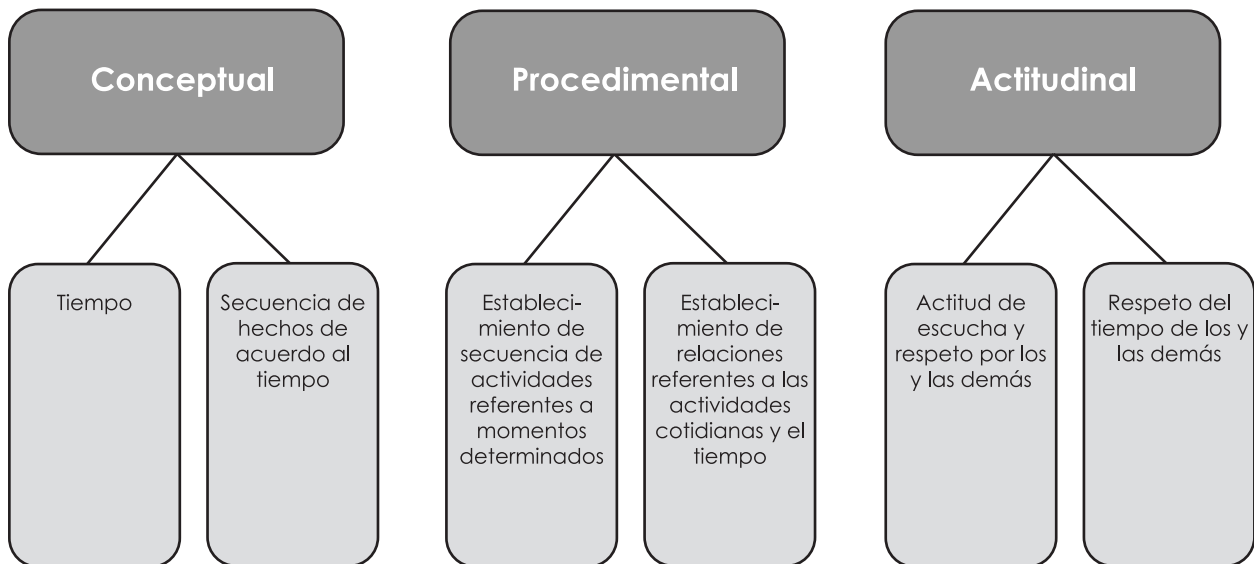 Conceptual
Procedimental
Actitudinal
Tiempo
Secuencia de
hechos de
acuerdo al
tiempo
Estableci-
miento de
secuencia de
actividades
referentes a
momentos
determinados
Estableci-
miento de
relaciones
referentes a las
actividades
cotidianas y el
tiempo
Actitud de
escucha y
respeto por los
y las demás
Respeto del
tiempo de los y
las demás